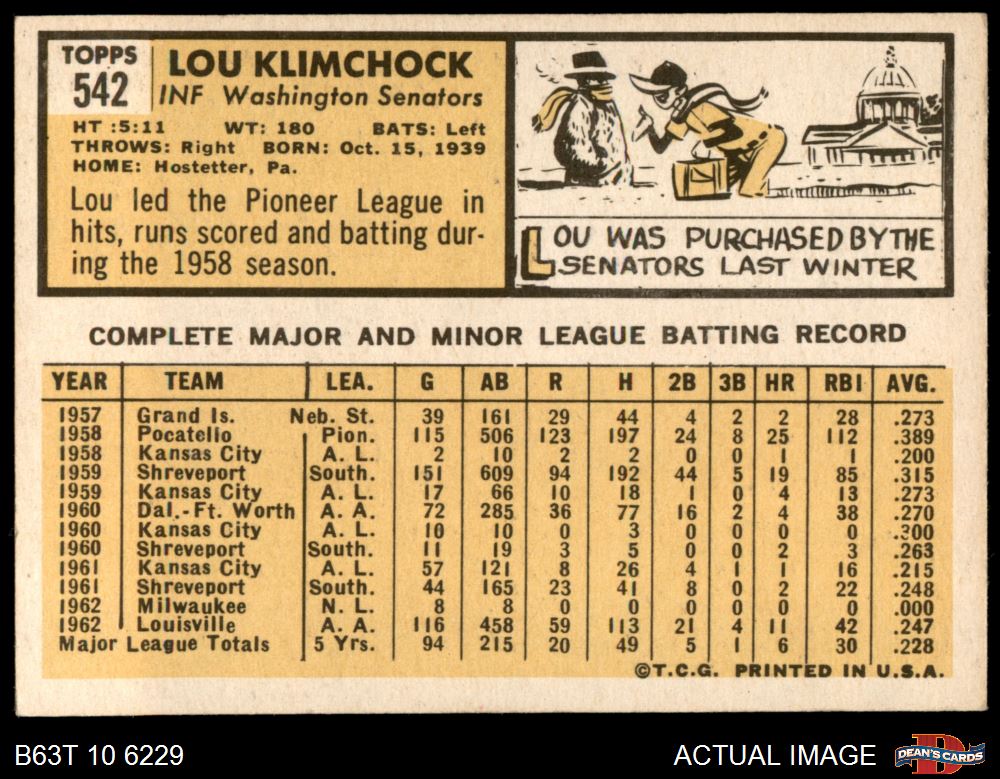 TOPPS
542
LOU KLIMCHOCK
INF Washington Senators
HT :5:11 WT: 180 BATS: Left
THROWS: Right BORN: Oct. 15, 1939
HOME: Hostetter, Pa.
Lou led the Pioneer League in
hits, runs scored and batting dur-
ing the 1958 season.
LOU WAS PURCHASED BY THE
SENATORS LAST WINTER
COMPLETE MAJOR AND MINOR LEAGUE BATTING RECORD
YEAR TEAM LEA. G AB R H 2B 3B HR RBI AVG.
1957 Grand Is. Neb. St. 39 161 29 44 4 2 2 28 .273
1958 Pocatello Pion. 115 506 123 197 24 8 25 112 .389
1958 Kansas City A. L. 2 10 2 2 0 0 1 1 .200
1959 Shreveport South. 151 609 94 192 44 5 19 85 .315
1959 Kansas City A. L. 17 66 10 18 1 0 4 13 .273
1960 Dal.-Ft. Worth A. A. 72 285 36 77 16 2 4 38 .270
1960 Kansas City A. L. 10 10 0 3 0 0 0 0 .300
1960 Shreveport South. 11 19 3 5 0 0 2 3 .263
1961 Kansas City A. L. 57 121 8 26 4 1 1 16 .215
1961 Shreveport South. 44 165 23 41 8 0 2 22 .248
1962 Milwaukee N. L. 8 8 0 0 0 0 0 0 .000
1962 Louisville A. A. 116 458 59 113 21 4 11 42 .247
Major League Totals 5 Yrs. 94 215 20 49 5 1 6 30 .228
©T.C.G. PRINTED IN U.S.A.
B63T 10 6229 ACTUAL IMAGE D DEAN'S CARDS